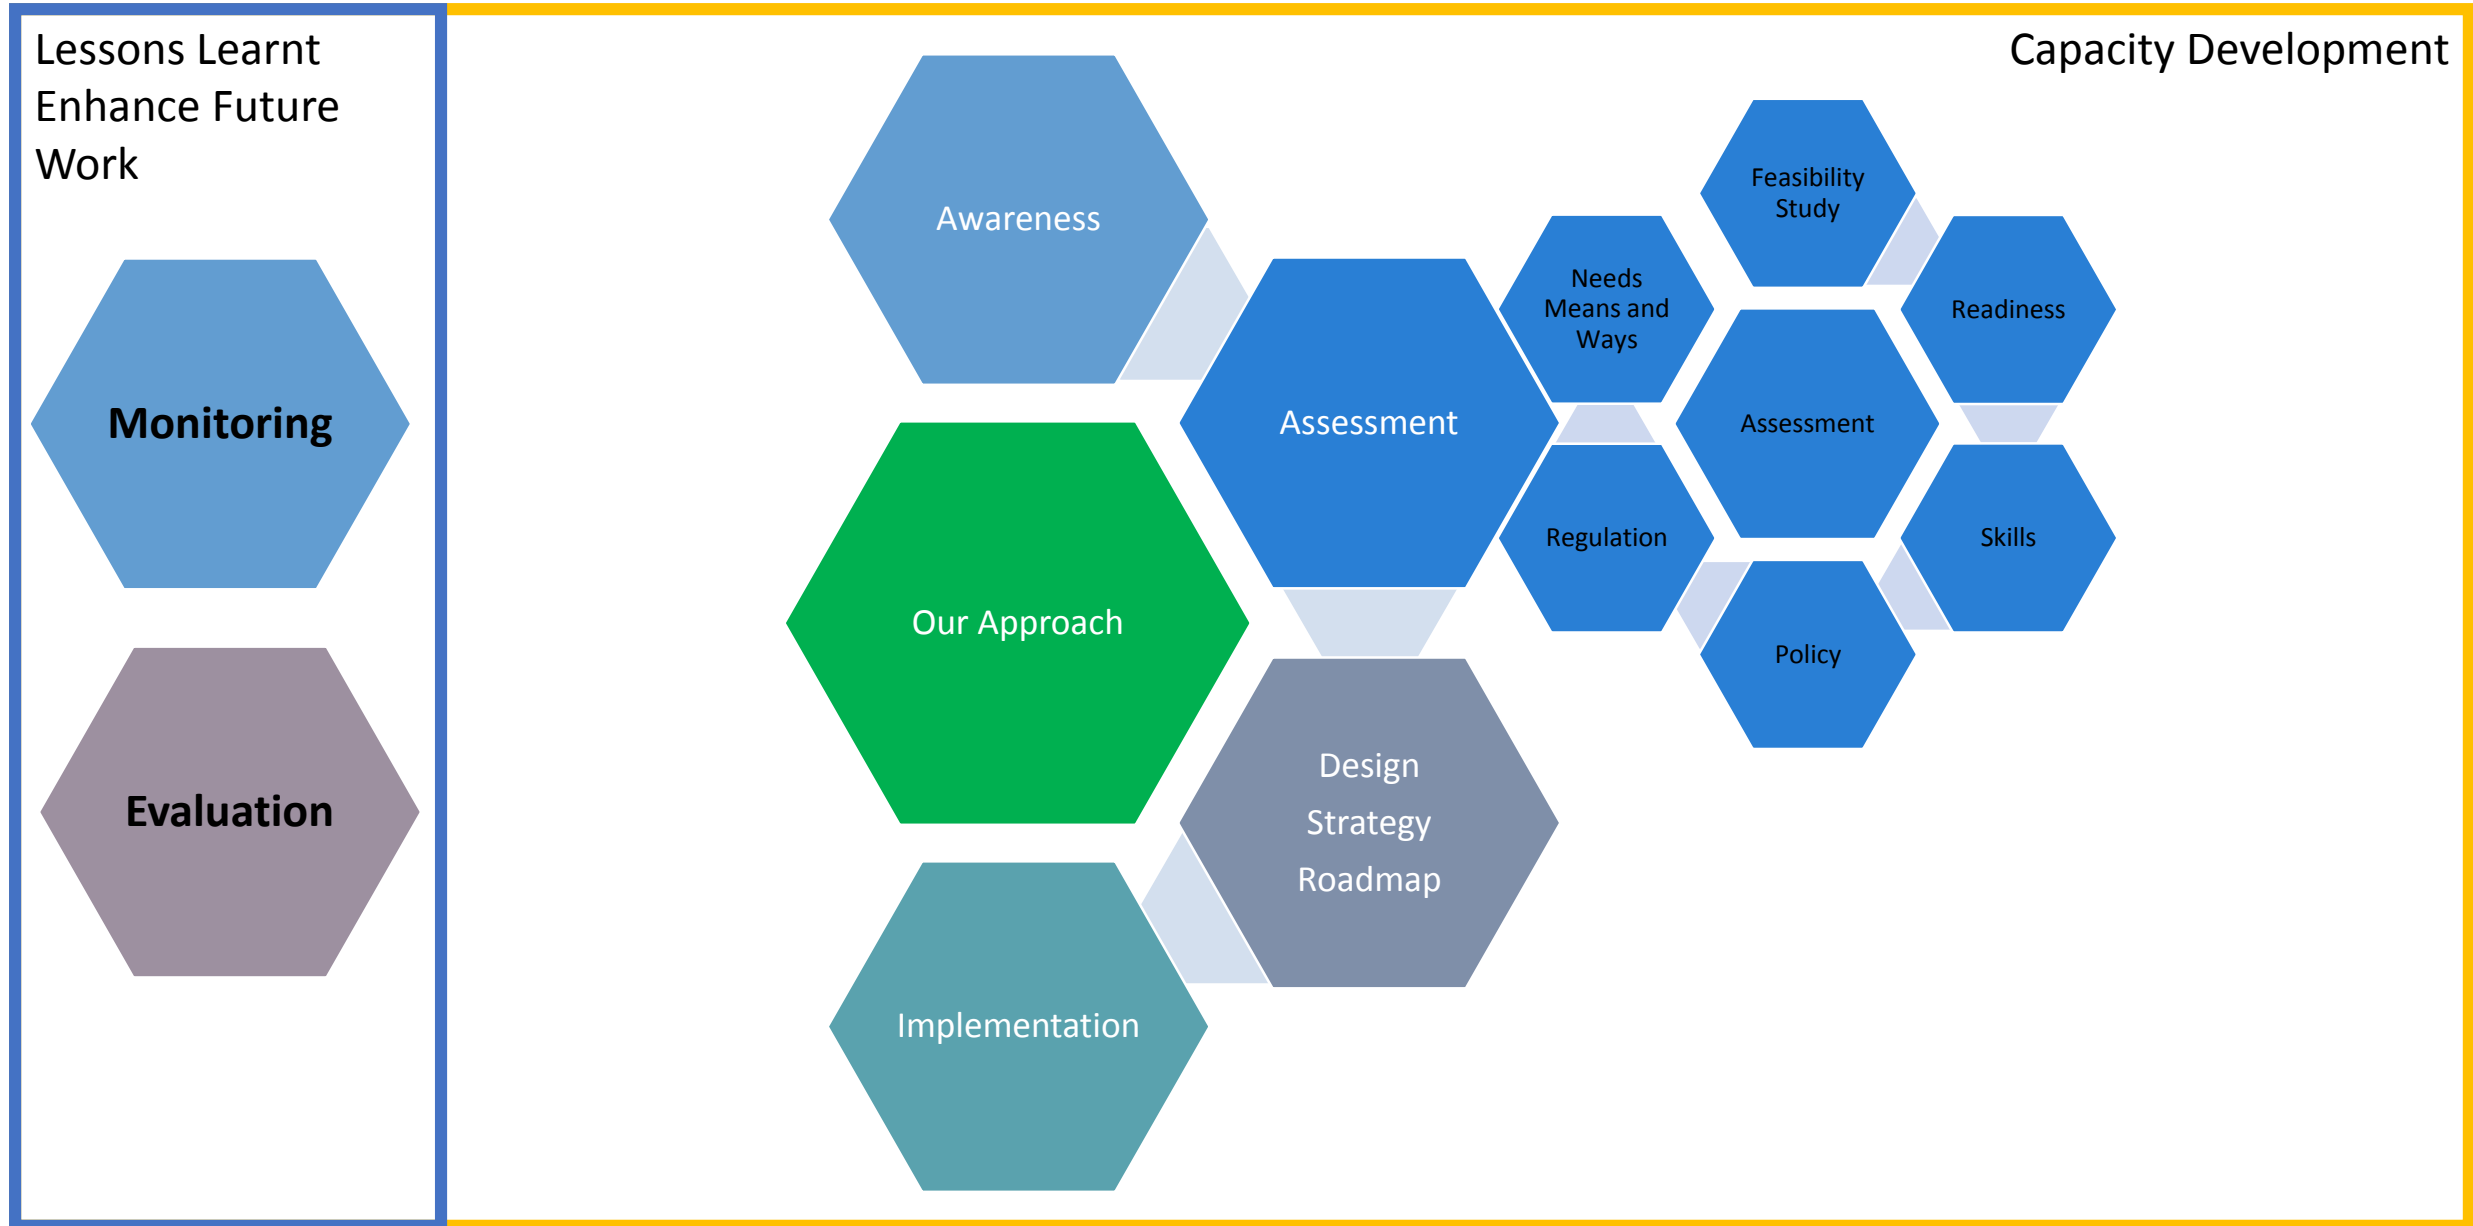 Lessons Learnt
Enhance Future
Work
Monitoring
Evaluation
Capacity Development
Awareness
Assessment
Our Approach
Design
Strategy
Roadmap
Implementation
Feasibility
Study
Needs
Means and
Ways
Readiness
Assessment
Regulation
Skills
Policy